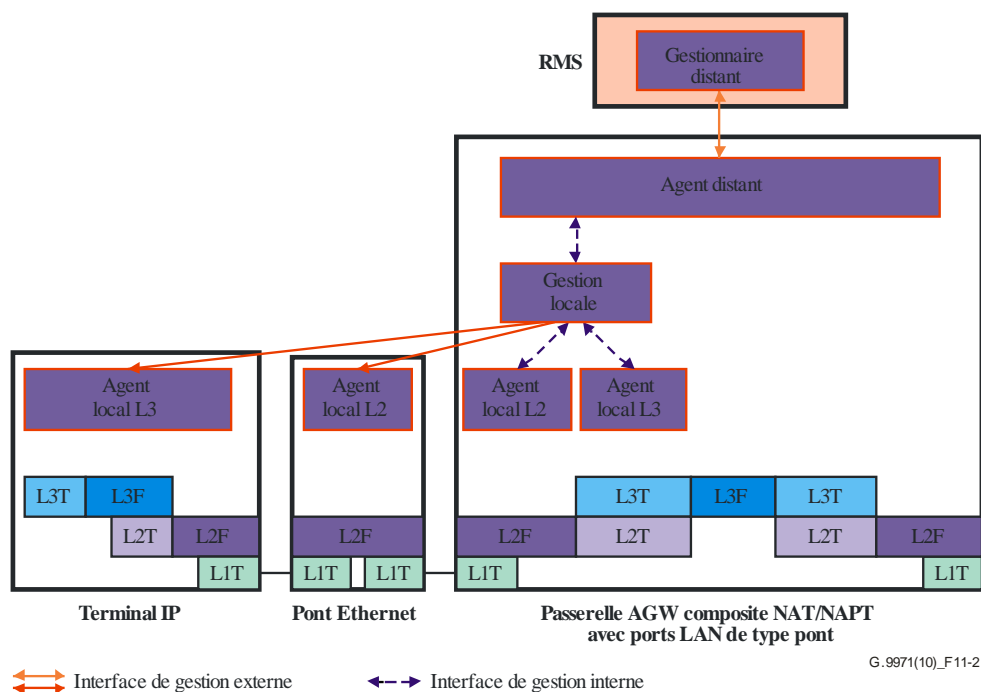 RMS
Gestionnaire
distant
Agent distant
Gestion
locale
Agent
local L3
Agent
local L2
Agent
local L2
Agent
local L3
L3T
L3F
L2T
L2F
L1T
L2F
L1T
L1T
L3T
L3F
L3T
L2F
L2T
L2T
L2F
L1T
L1T
Terminal IP
Pont Ethernet
Passerelle AGW composite NAT/NAPT
avec ports LAN de type pont
G.9971(10)_F11-2
Interface de gestion externe
Interface de gestion interne